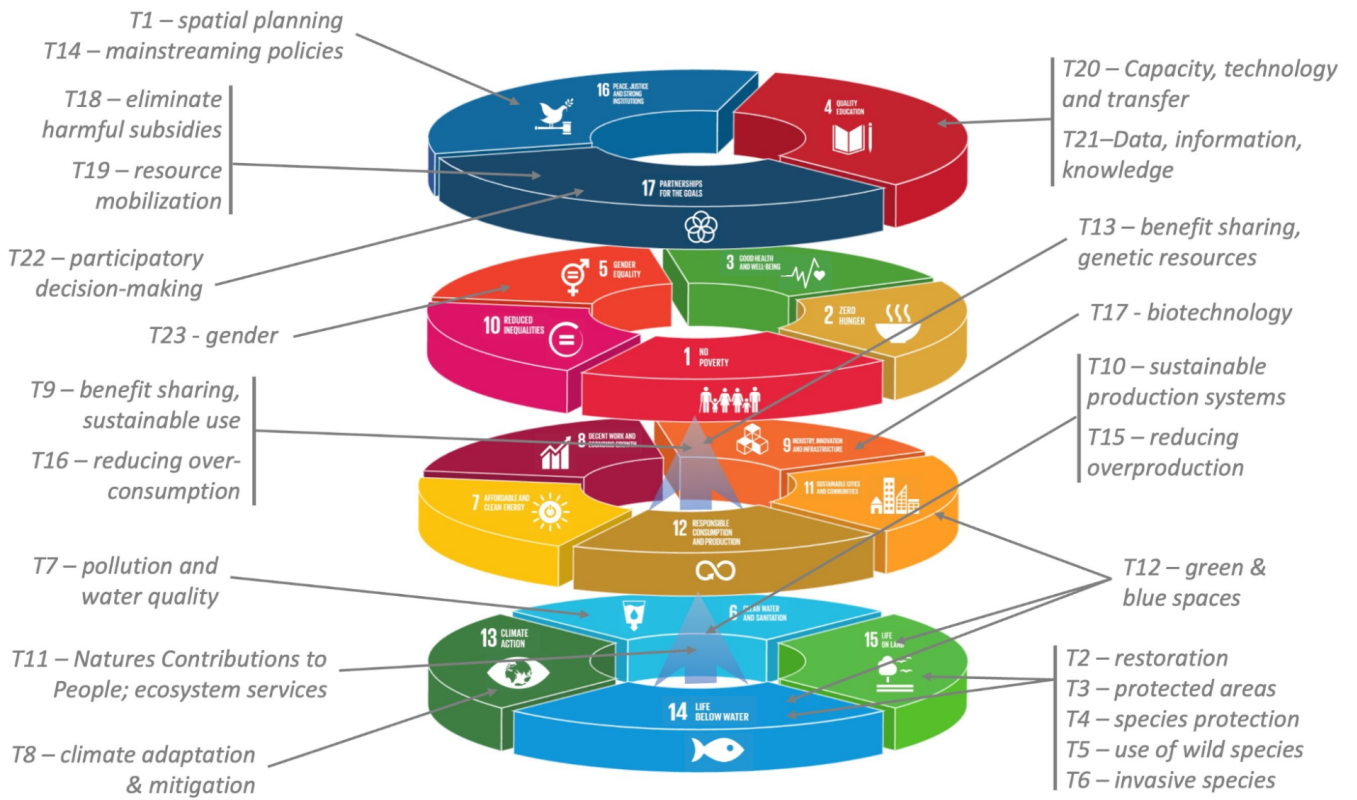 T1 – spatial planning
T14 – mainstreaming policies
T18 – eliminate
harmful subsidies
T19 – resource
mobilization
T22 – participatory
decision-making
T23 - gender
T9 – benefit sharing,
sustainable use
T16 – reducing over-
consumption
T7 – pollution and
water quality
T11 – Natures Contributions to
People; ecosystem services
T8 – climate adaptation
& mitigation
16 PEACE, JUSTICE
AND STRONG
INSTITUTIONS
4 QUALITY
EDUCATION
17 PARTNERSHIPS
FOR THE GOALS
5 GENDER
EQUALITY
3 GOOD HEALTH
AND WELL-BEING
10 REDUCED
INEQUALITIES
2 ZERO
HUNGER
1 NO
POVERTY
8 DECENT WORK AND
ECONOMIC GROWTH
9 INDUSTRY, INNOVATION
AND INFRASTRUCTURE
7 AFFORDABLE AND
CLEAN ENERGY
11 SUSTAINABLE CITIES
AND COMMUNITIES
12 RESPONSIBLE
CONSUMPTION
AND PRODUCTION
6 CLEAN WATER
AND SANITATION
13 CLIMATE
ACTION
15 LIFE
ON LAND
14 LIFE
BELOW WATER
T20 – Capacity, technology
and transfer
T21–Data, information,
knowledge
T13 – benefit sharing,
genetic resources
T17 - biotechnology
T10 – sustainable
production systems
T15 – reducing
overproduction
T12 – green &
blue spaces
T2 – restoration
T3 – protected areas
T4 – species protection
T5 – use of wild species
T6 – invasive species